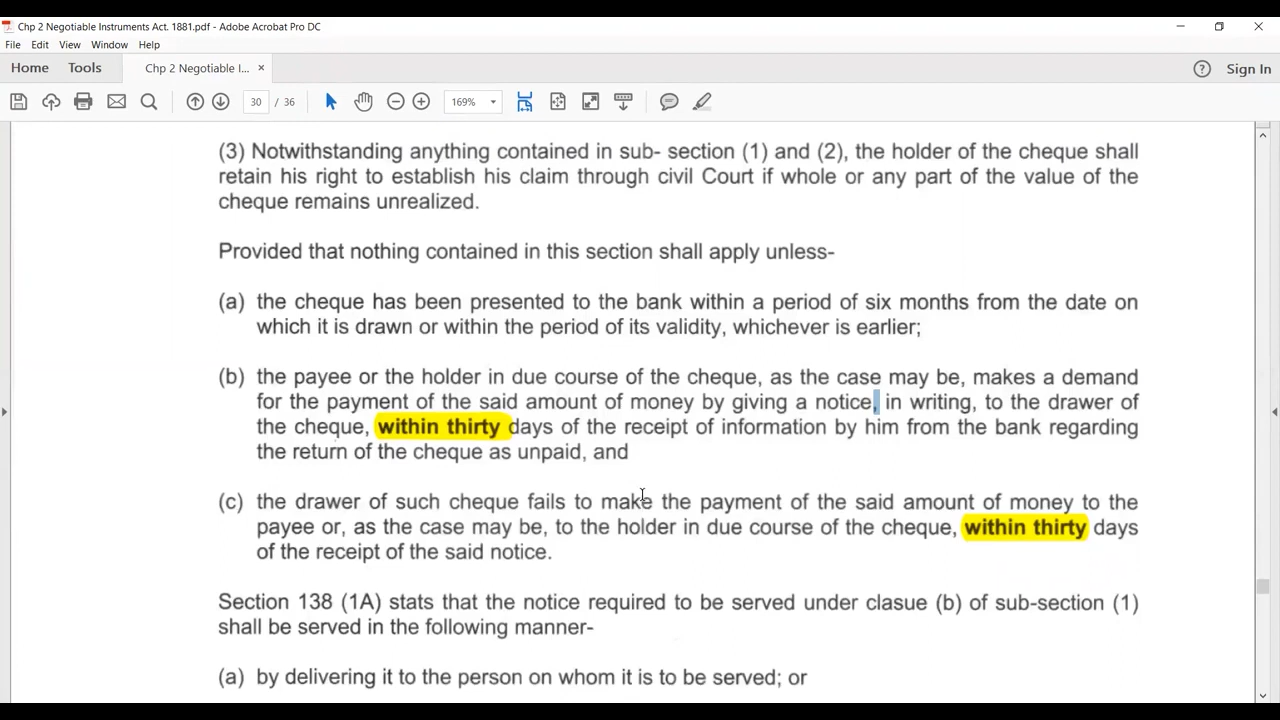 Chp 2 Negotiable Instruments Act. 1881.pdf - Adobe Acrobat Pro DC
File Edit View Window Help
Home Tools Chp 2 Negotiable I... × Sign In
30 / 36 169%
(3) Notwithstanding anything contained in sub- section (1) and (2), the holder of the cheque shall
retain his right to establish his claim through civil Court if whole or any part of the value of the
cheque remains unrealized.
Provided that nothing contained in this section shall apply unless-
(a) the cheque has been presented to the bank within a period of six months from the date on
which it is drawn or within the period of its validity, whichever is earlier;
(b) the payee or the holder in due course of the cheque, as the case may be, makes a demand
for the payment of the said amount of money by giving a notice, in writing, to the drawer of
the cheque, within thirty days of the receipt of information by him from the bank regarding
the return of the cheque as unpaid, and
(c) the drawer of such cheque fails to make the payment of the said amount of money to the
payee or, as the case may be, to the holder in due course of the cheque, within thirty days
of the receipt of the said notice.
Section 138 (1A) stats that the notice required to be served under clasue (b) of sub-section (1)
shall be served in the following manner-
(a) by delivering it to the person on whom it is to be served; or